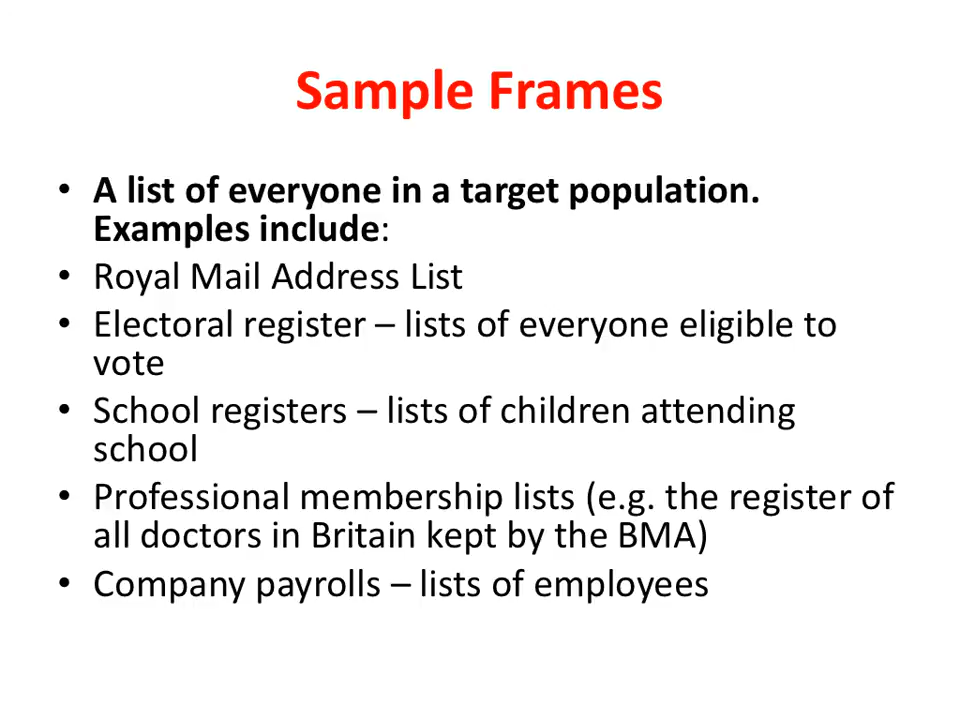 Sample Frames
• A list of everyone in a target population.
Examples include:
• Royal Mail Address List
• Electoral register – lists of everyone eligible to
vote
• School registers – lists of children attending
school
• Professional membership lists (e.g. the register of
all doctors in Britain kept by the BMA)
• Company payrolls – lists of employees